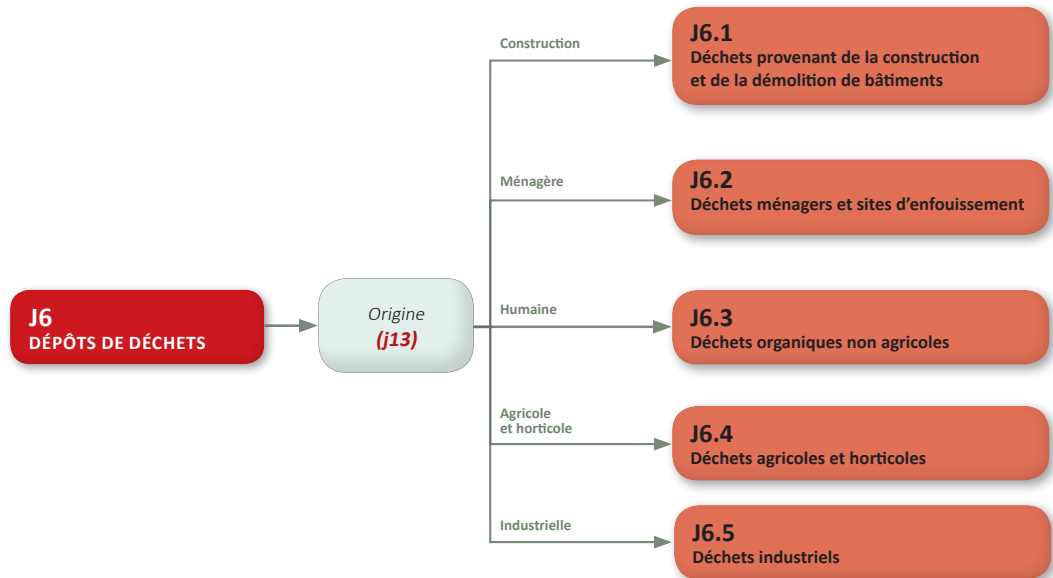 Construction
J6.1
Déchets provenant de la construction
et de la démolition de bâtiments
Ménagère
J6.2
Déchets ménagers et sites d'enfouissement
J6
DÉPÔTS DE DÉCHETS
Origine
(j13)
Humaine
J6.3
Déchets organiques non agricoles
Agricole
et horticole
J6.4
Déchets agricoles et horticoles
Industrielle
J6.5
Déchets industriels